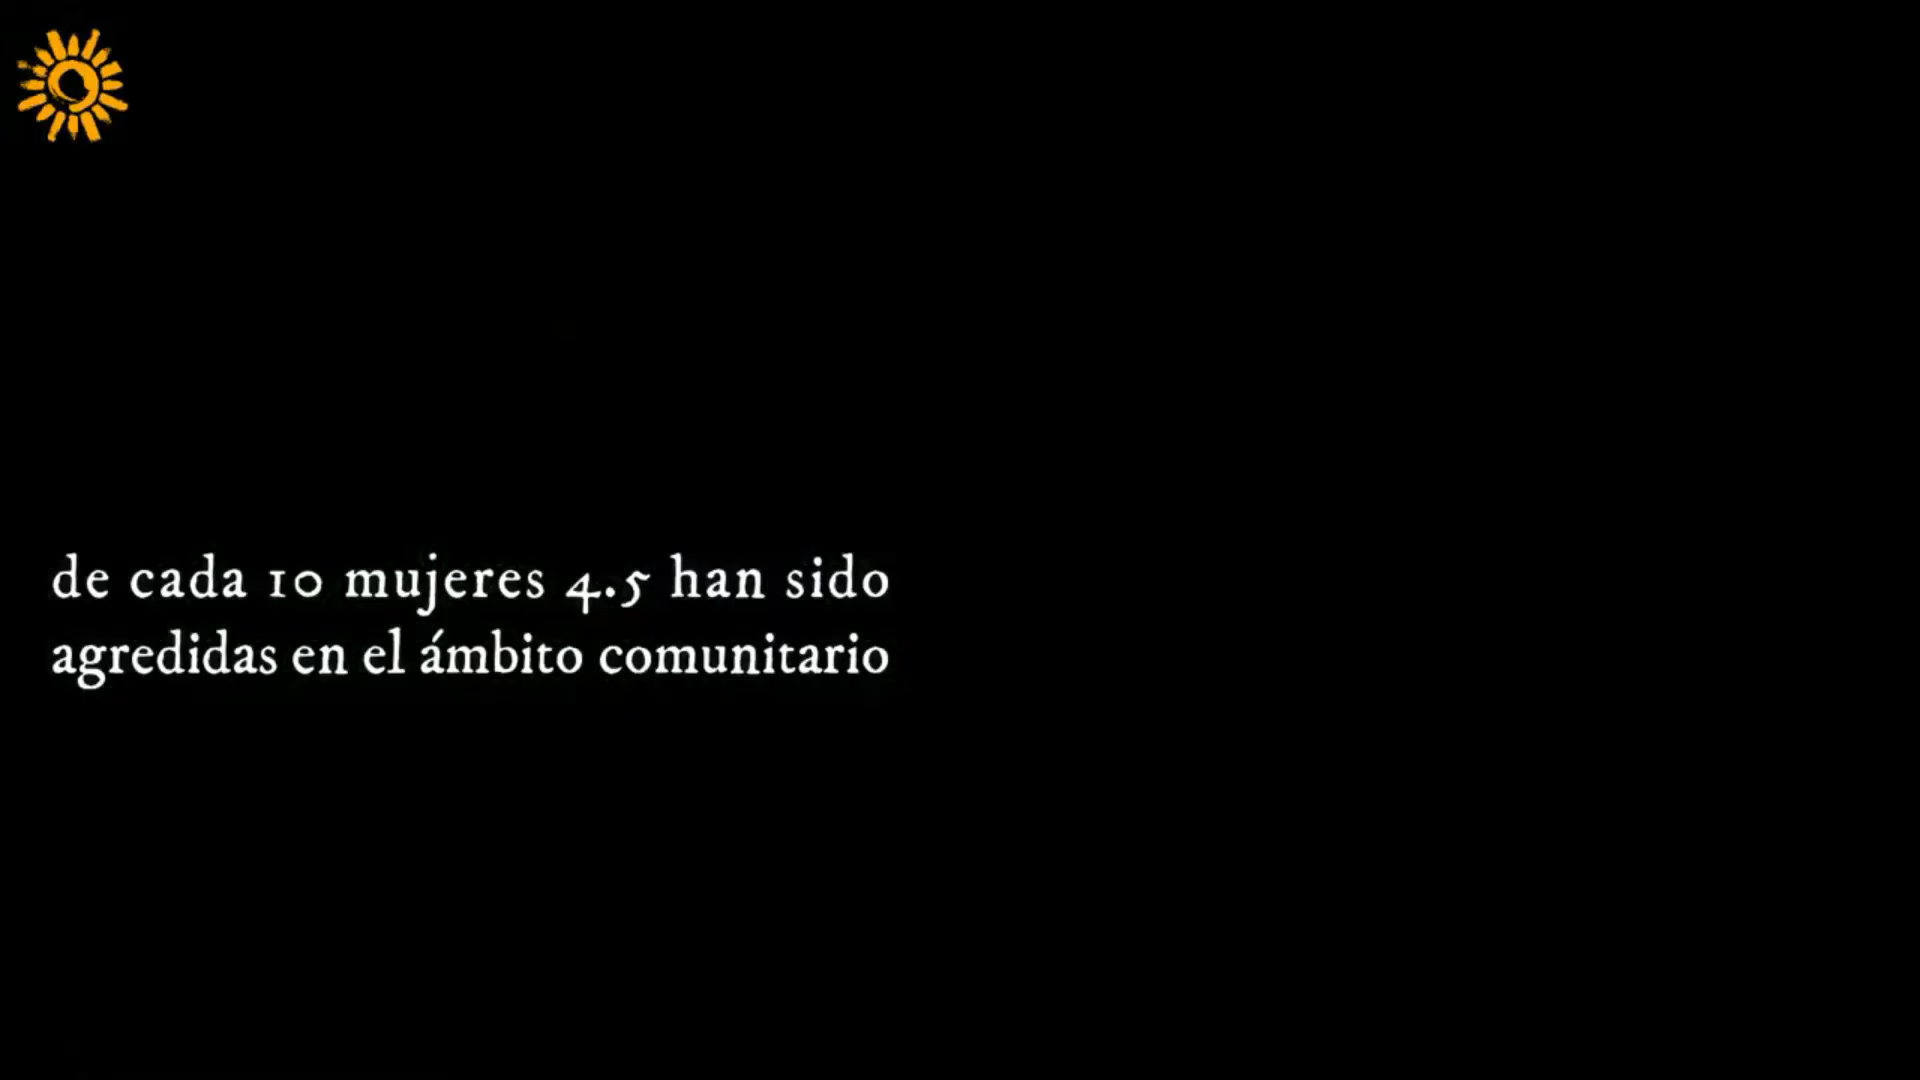 de cada 10 mujeres 4.5 han sido
agredidas en el ámbito comunitario